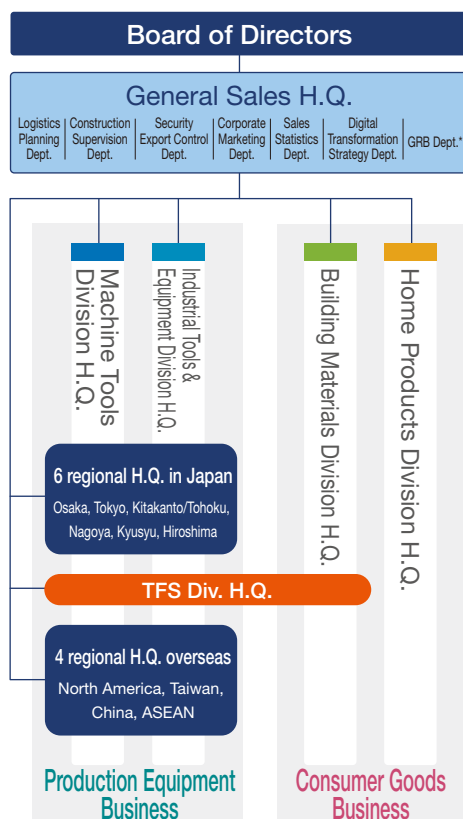 Board of Directors
General Sales H.Q.
Logistics
Planning
Dept.
Construction
Supervision
Dept.
Security
Export Control
Dept.
Corporate
Marketing
Dept.
Sales
Statistics
Dept.
Digital
Transformation
Strategy Dept.
GRB Dept.*
Machine Tools
Division H.Q.
Industrial Tools &
Equipment Division H.Q.
Building Materials Division H.Q.
Home Products Division H.Q.
6 regional H.Q. in Japan
Osaka, Tokyo, Kitakanto/Tohoku,
Nagoya, Kyusyu, Hiroshima
TFS Div. H.Q.
4 regional H.Q. overseas
North America, Taiwan,
China, ASEAN
Production Equipment
Business
Consumer Goods
Business